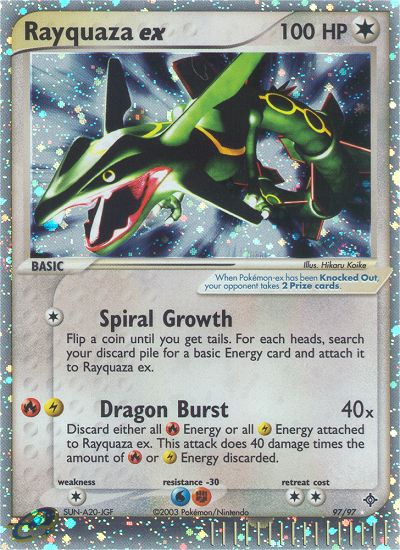 Rayquaza ex 100 HP
BASIC
Illus. Hikaru Koike
When Pokémon-ex has been Knocked Out,
your opponent takes 2 Prize cards.
Spiral Growth
Flip a coin until you get tails. For each heads, search
your discard pile for a basic Energy card and attach it
to Rayquaza ex.
Dragon Burst 40x
Discard either all Energy or all Energy attached
to Rayquaza ex. This attack does 40 damage times the
amount of or Energy discarded.
weakness resistance -30 retreat cost
SUN-A20-JGF ©2003 Pokémon/Nintendo 97/97
e